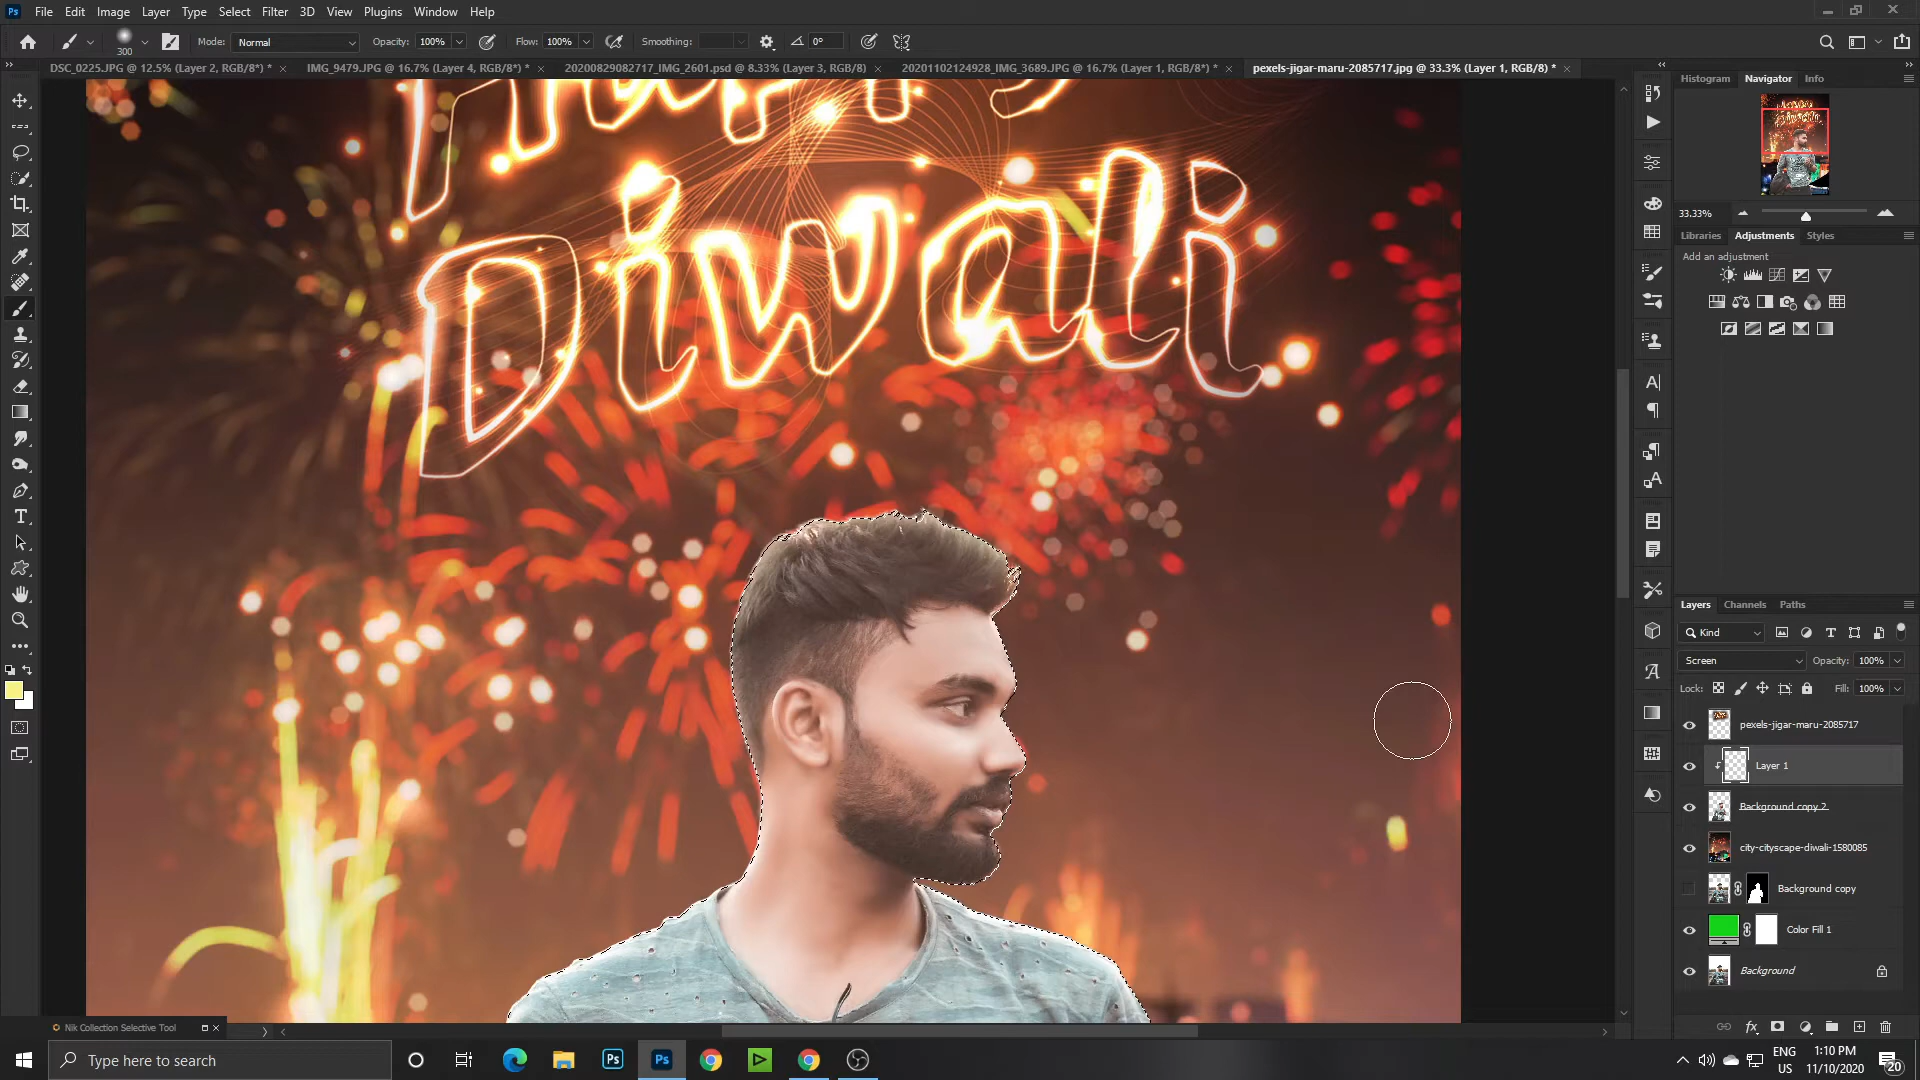 Ps File Edit Image Layer Type Select Filter 3D View Plugins Window Help
300 Mode: Normal Opacity: 100% Flow: 100% Smoothing: 0°
DSC_0225.JPG @ 12.5% (Layer 2, RGB/8*) * × IMG_9479.JPG @ 16.7% (Layer 4, RGB/8*) * × 20200829082717_IMG_2601.psd @ 8.33% (Layer 3, RGB/8) × 20201102124928_IMG_3689.JPG @ 16.7% (Layer 1, RGB/8*) * × pexels-jigar-maru-2085717.jpg @ 33.3% (Layer 1, RGB/8) * ×
Histogram Navigator Info
Happy
Diwali
33.33%
Libraries Adjustments Styles
Add an adjustment
Layers Channels Paths
Kind
Screen Opacity: 100%
Lock: Fill: 100%
pexels-jigar-maru-2085717
Layer 1
Background copy 2
city-cityscape-diwali-1580085
Background copy
Color Fill 1
Background
Nik Collection Selective Tool
Type here to search
Ps Ps
ENG
US
1:10 PM
11/10/2020
20